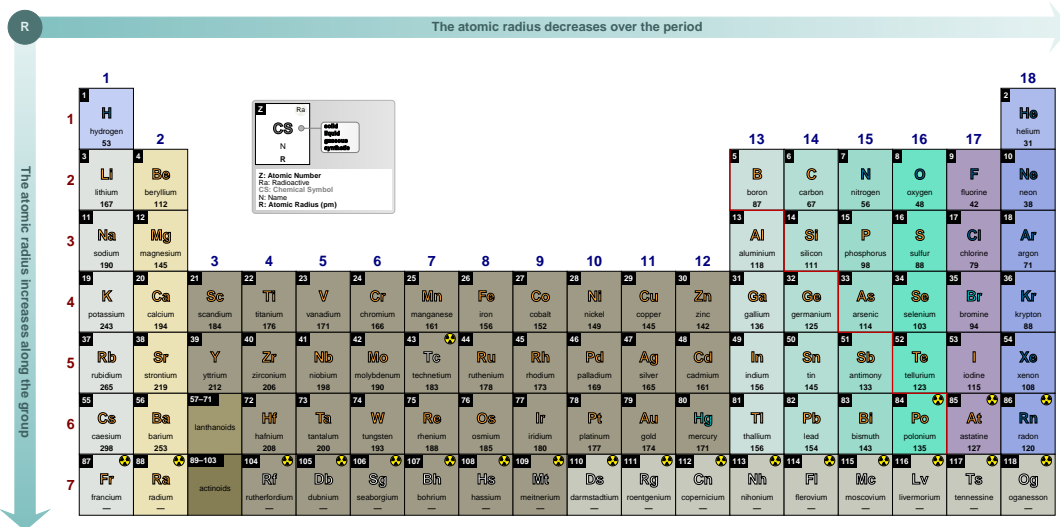 R
The atomic radius decreases over the period
The atomic radius increases along the group
1 18
1
1 H hydrogen 53
2 He helium 31
Z Ra
CS
N
R
solid
liquid
gaseous
synthetic
Z: Atomic Number
Ra: Radioactive
CS: Chemical Symbol
N: Name
R: Atomic Radius (pm)
2 13 14 15 16 17
2
3 Li lithium 167
4 Be beryllium 112
5 B boron 87
6 C carbon 67
7 N nitrogen 56
8 O oxygen 48
9 F fluorine 42
10 Ne neon 38
3
11 Na sodium 190
12 Mg magnesium 145
13 Al aluminium 118
14 Si silicon 111
15 P phosphorus 98
16 S sulfur 88
17 Cl chlorine 79
18 Ar argon 71
3 4 5 6 7 8 9 10 11 12
4
19 K potassium 243
20 Ca calcium 194
21 Sc scandium 184
22 Ti titanium 176
23 V vanadium 171
24 Cr chromium 166
25 Mn manganese 161
26 Fe iron 156
27 Co cobalt 152
28 Ni nickel 149
29 Cu copper 145
30 Zn zinc 142
31 Ga gallium 136
32 Ge germanium 125
33 As arsenic 114
34 Se selenium 103
35 Br bromine 94
36 Kr krypton 88
5
37 Rb rubidium 265
38 Sr strontium 219
39 Y yttrium 212
40 Zr zirconium 206
41 Nb niobium 198
42 Mo molybdenum 190
43 Tc technetium 183
44 Ru ruthenium 178
45 Rh rhodium 173
46 Pd palladium 169
47 Ag silver 165
48 Cd cadmium 161
49 In indium 156
50 Sn tin 145
51 Sb antimony 133
52 Te tellurium 123
53 I iodine 115
54 Xe xenon 108
6
55 Cs caesium 298
56 Ba barium 253
57–71 lanthanoids
72 Hf hafnium 208
73 Ta tantalum 200
74 W tungsten 193
75 Re rhenium 188
76 Os osmium 185
77 Ir iridium 180
78 Pt platinum 177
79 Au gold 174
80 Hg mercury 171
81 Tl thallium 156
82 Pb lead 154
83 Bi bismuth 143
84 Po polonium 135
85 At astatine 127
86 Rn radon 120
7
87 Fr francium —
88 Ra radium —
89–103 actinoids
104 Rf rutherfordium —
105 Db dubnium —
106 Sg seaborgium —
107 Bh bohrium —
108 Hs hassium —
109 Mt meitnerium —
110 Ds darmstadtium —
111 Rg roentgenium —
112 Cn copernicium —
113 Nh nihonium —
114 Fl flerovium —
115 Mc moscovium —
116 Lv livermorium —
117 Ts tennessine —
118 Og oganesson —